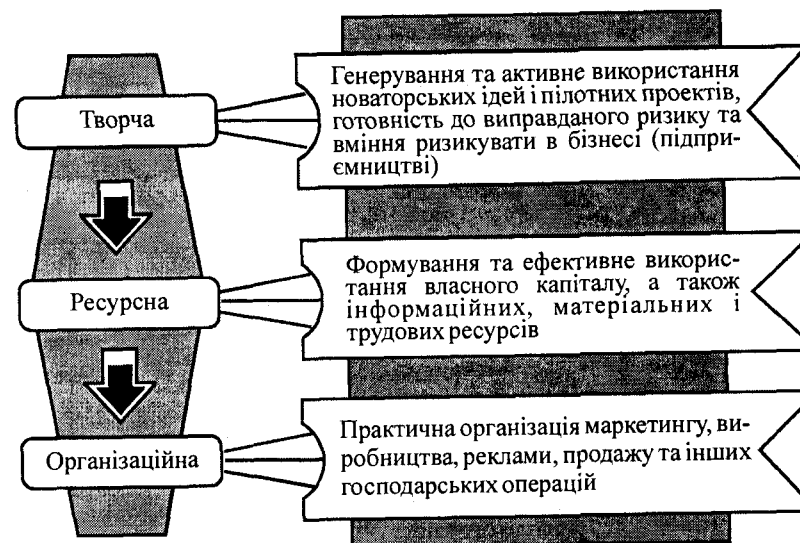 Творча
Генерування та активне використання
новаторських ідей і пілотних проектів,
готовність до виправданого ризику та
вміння ризикувати в бізнесі (підпри-
ємництві)
Ресурсна
Формування та ефективне викорис-
тання власного капіталу, а також
інформаційних, матеріальних і
трудових ресурсів
Організаційна
Практична організація маркетингу, ви-
робництва, реклами, продажу та інших
господарських операцій